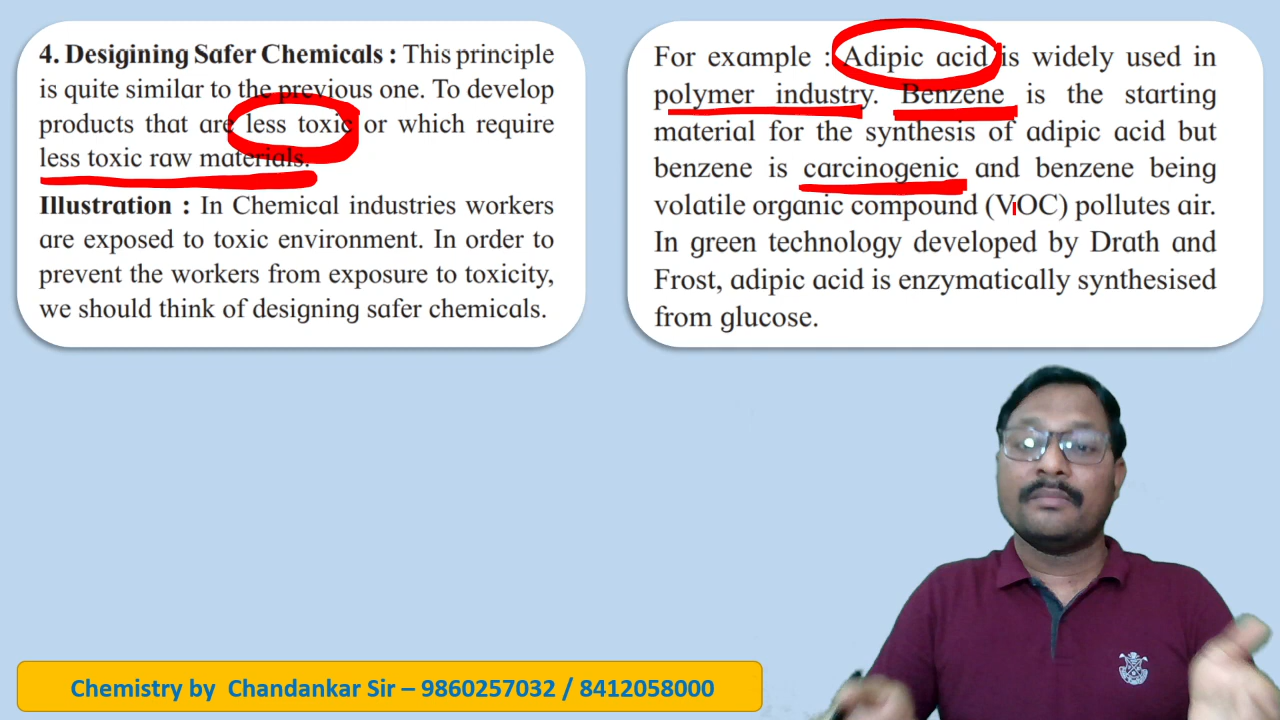 4. Desigining Safer Chemicals : This principle
is quite similar to the previous one. To develop
products that are less toxic or which require
less toxic raw materials.
Illustration : In Chemical industries workers
are exposed to toxic environment. In order to
prevent the workers from exposure to toxicity,
we should think of designing safer chemicals.
For example : Adipic acid is widely used in
polymer industry. Benzene is the starting
material for the synthesis of adipic acid but
benzene is carcinogenic and benzene being
volatile organic compound (VOC) pollutes air.
In green technology developed by Drath and
Frost, adipic acid is enzymatically synthesised
from glucose.
Chemistry by Chandankar Sir – 9860257032 / 8412058000